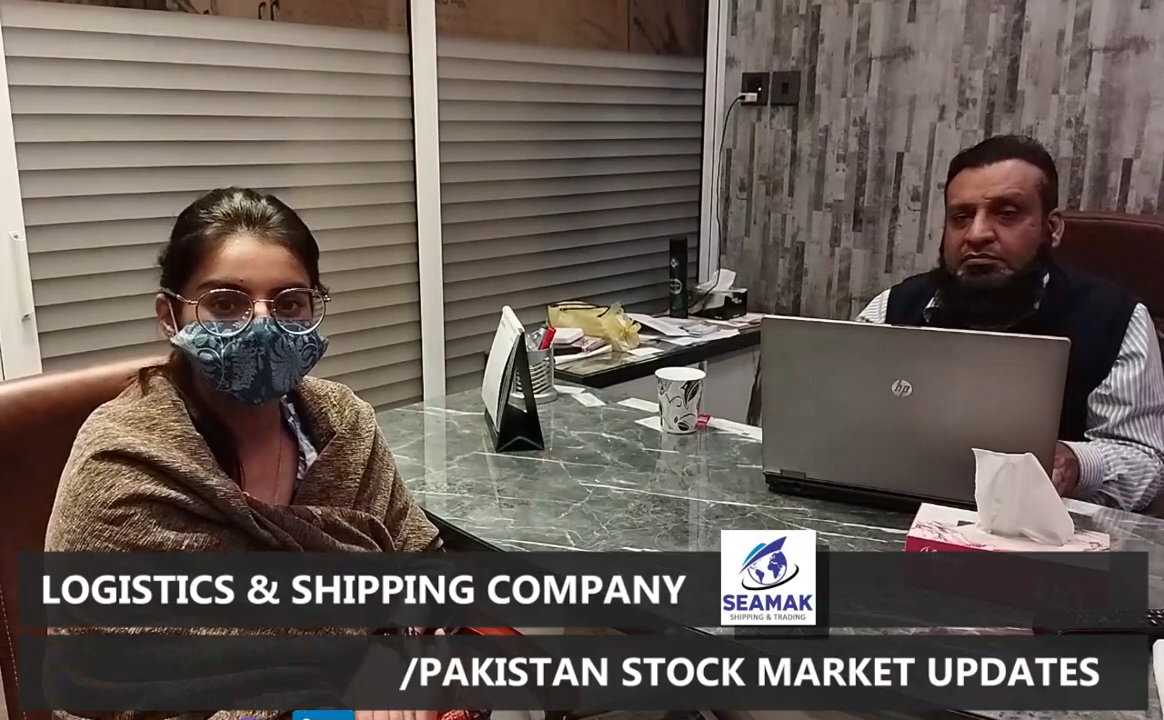 hp
LOGISTICS & SHIPPING COMPANY
SEAMAK
SHIPPING & TRADING
/PAKISTAN STOCK MARKET UPDATES